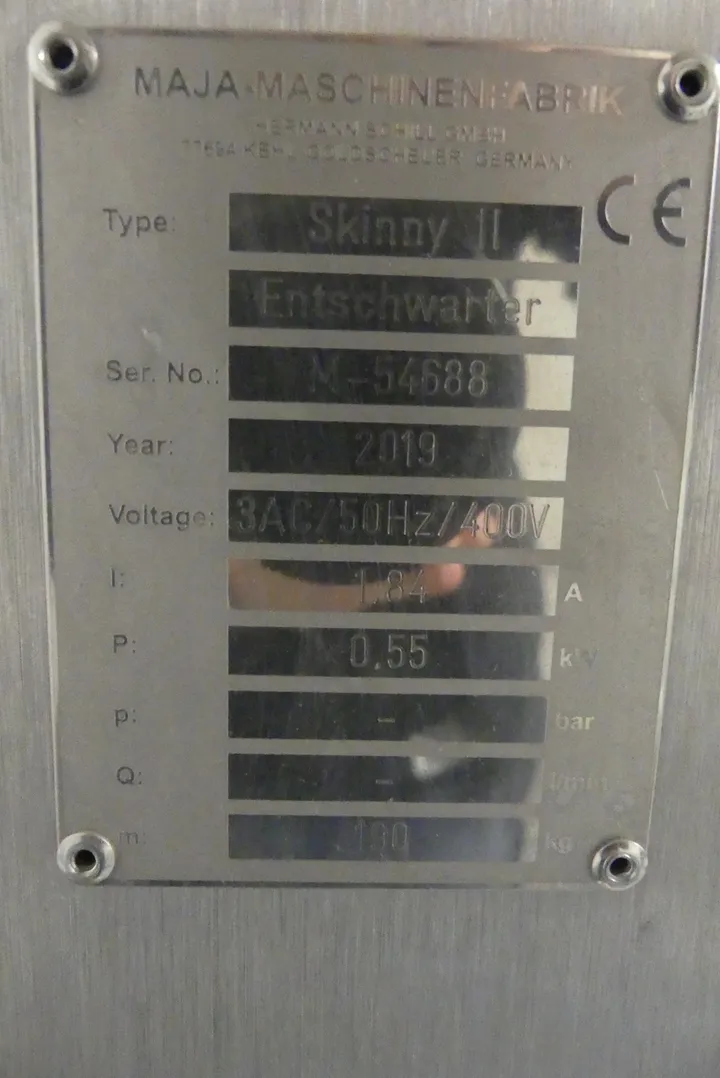 MAJA-MASCHINENFABRIK
HERMANN SCHILL GMBH
77694 KEHL-GOLDSCHEUER GERMANY
CE
Type: Skinny II
Entschwarter
Ser. No.: M-54688
Year: 2019
Voltage: 3AC/50Hz/400V
I: 1.84 A
P: 0.55 kW
p: - bar
Q: - l/min
m: kg